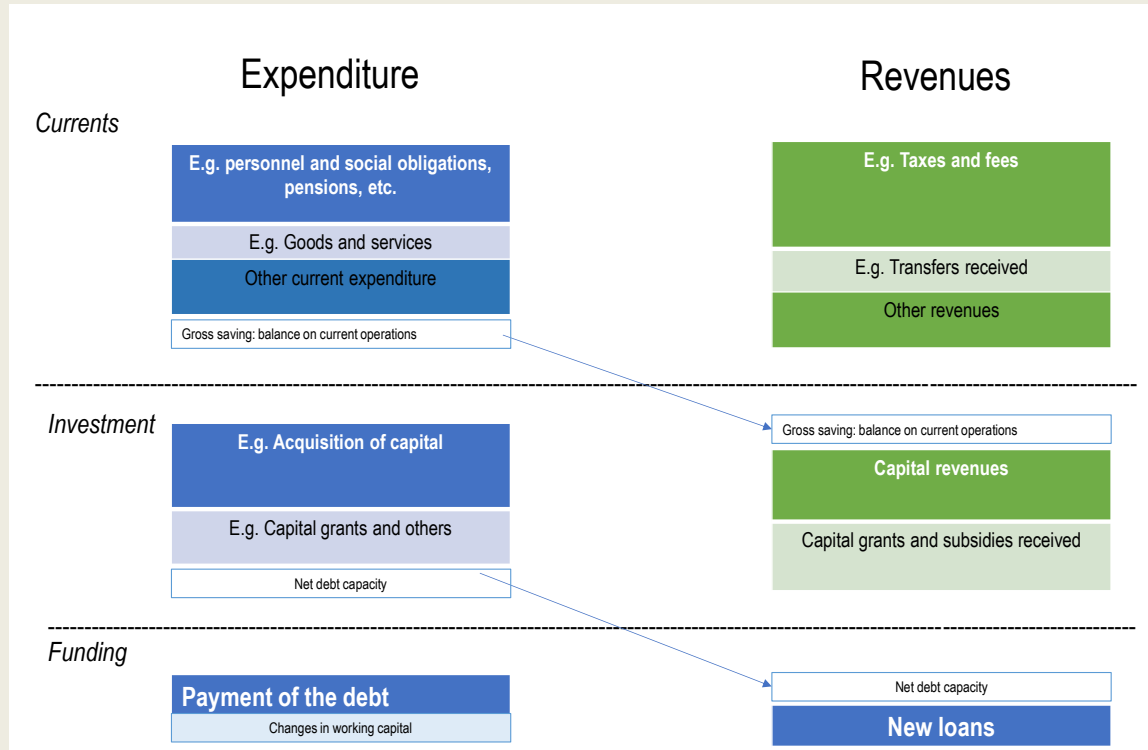 Expenditure
Revenues
Currents
E.g. personnel and social obligations,
pensions, etc.
E.g. Goods and services
Other current expenditure
Gross saving: balance on current operations
E.g. Taxes and fees
E.g. Transfers received
Other revenues
Investment
E.g. Acquisition of capital
E.g. Capital grants and others
Net debt capacity
Gross saving: balance on current operations
Capital revenues
Capital grants and subsidies received
Funding
Payment of the debt
Changes in working capital
Net debt capacity
New loans